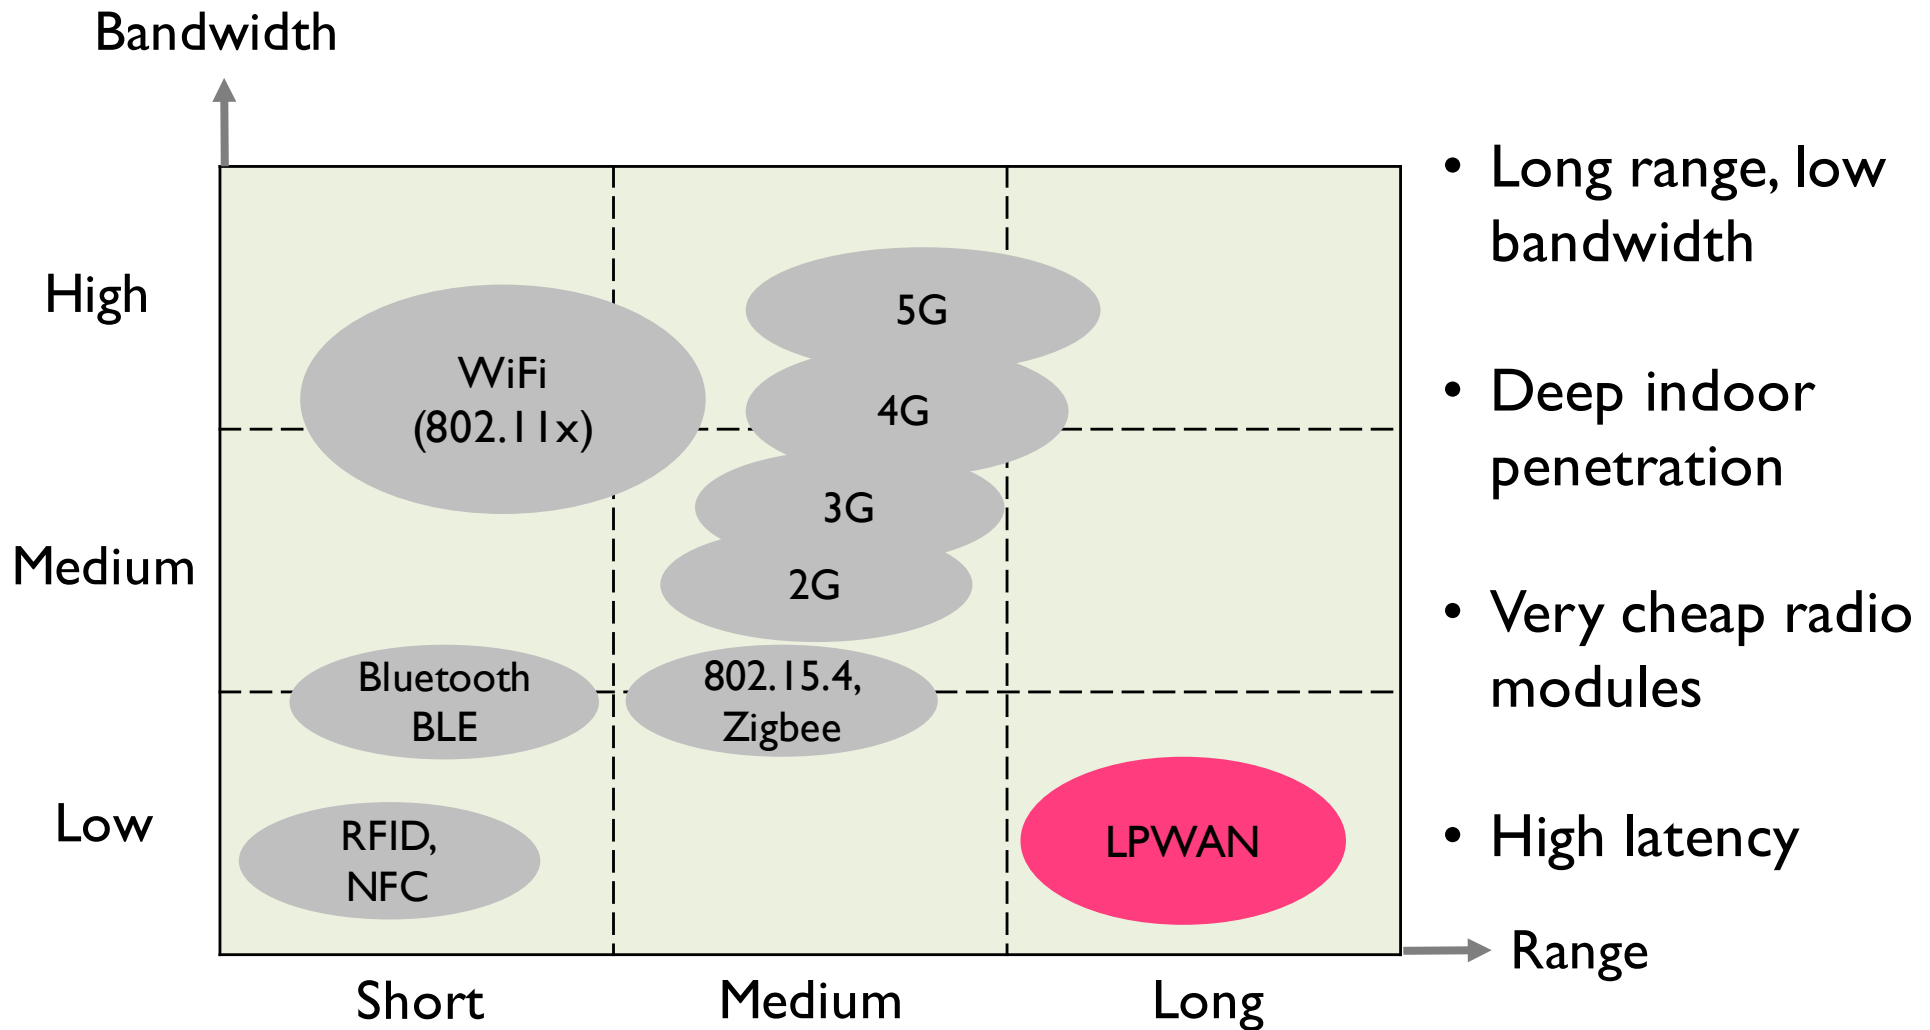 Bandwidth
High
Medium
Low
5G
WiFi
(802.11x)
4G
3G
2G
Bluetooth
BLE
802.15.4,
Zigbee
RFID,
NFC
LPWAN
Short
Medium
Long
Range
• Long range, low
bandwidth
• Deep indoor
penetration
• Very cheap radio
modules
• High latency